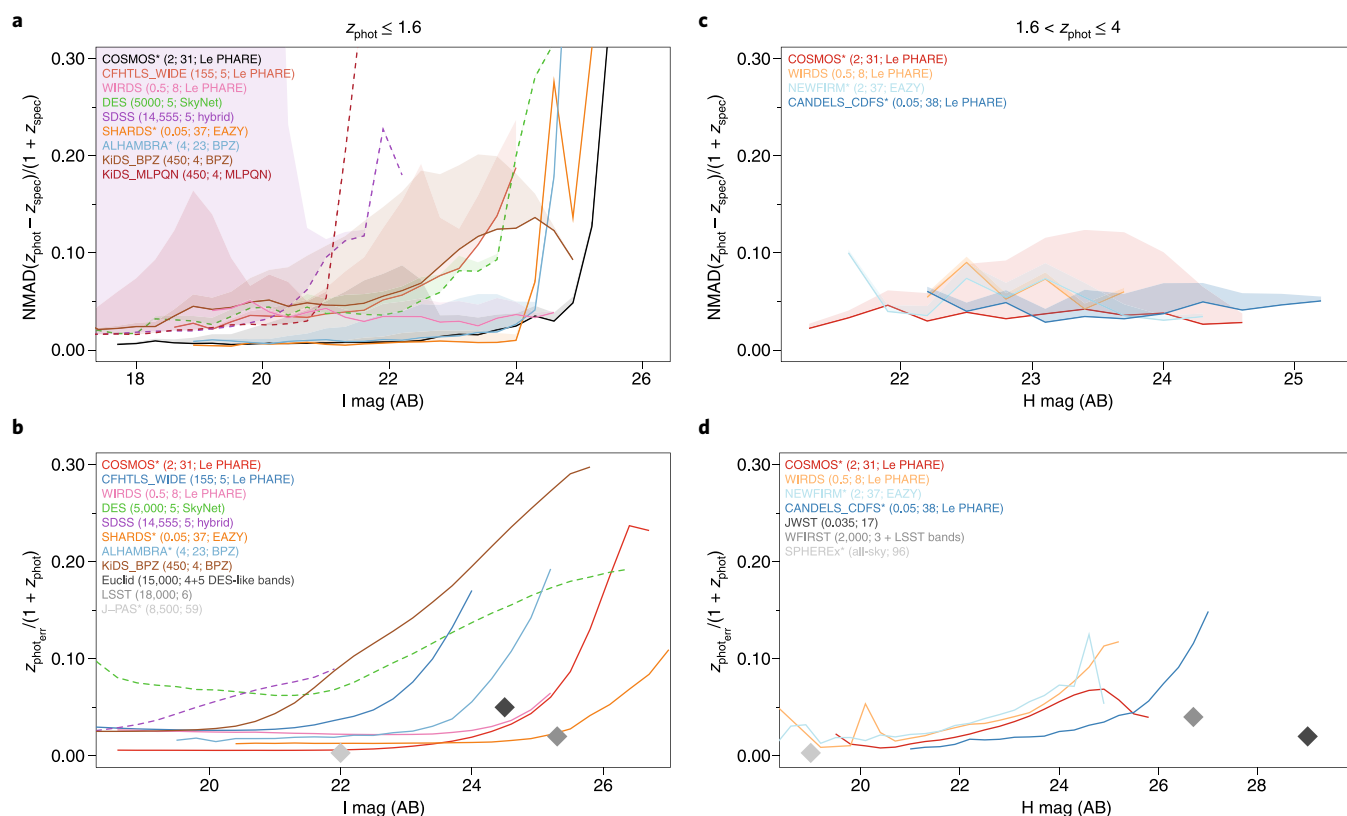 a
z_phot ≤ 1.6
NMAD(z_phot – z_spec)/(1 + z_spec)
0.30
0.20
0.10
0.00
COSMOS* (2; 31; Le PHARE)
CFHTLS_WIDE (155; 5; Le PHARE)
WIRDS (0.5; 8; Le PHARE)
DES (5000; 5; SkyNet)
SDSS (14,555; 5; hybrid)
SHARDS* (0.05; 37; EAZY)
ALHAMBRA* (4; 23; BPZ)
KiDS_BPZ (450; 4; BPZ)
KiDS_MLPQN (450; 4; MLPQN)
18 20 22 24 26
I mag (AB)
c
1.6 < z_phot ≤ 4
NMAD(z_phot – z_spec)/(1 + z_spec)
0.30
0.20
0.10
0.00
COSMOS* (2; 31; Le PHARE)
WIRDS (0.5; 8; Le PHARE)
NEWFIRM* (2; 37; EAZY)
CANDELS_CDFS* (0.05; 38; Le PHARE)
22 23 24 25
H mag (AB)
b
z_phot_err/(1 + z_phot)
0.30
0.20
0.10
0.00
COSMOS* (2; 31; Le PHARE)
CFHTLS_WIDE (155; 5; Le PHARE)
WIRDS (0.5; 8; Le PHARE)
DES (5,000; 5; SkyNet)
SDSS (14,555; 5; hybrid)
SHARDS* (0.05; 37; EAZY)
ALHAMBRA* (4; 23; BPZ)
KiDS_BPZ (450; 4; BPZ)
Euclid (15,000; 4+5 DES-like bands)
LSST (18,000; 6)
J–PAS* (8,500; 59)
20 22 24 26
I mag (AB)
d
z_phot_err/(1 + z_phot)
0.30
0.20
0.10
0.00
COSMOS* (2; 31; Le PHARE)
WIRDS (0.5; 8; Le PHARE)
NEWFIRM* (2; 37; EAZY)
CANDELS_CDFS* (0.05; 38; Le PHARE)
JWST (0.035; 17)
WFIRST (2,000; 3 + LSST bands)
SPHEREx* (all-sky; 96)
20 22 24 26 28
H mag (AB)